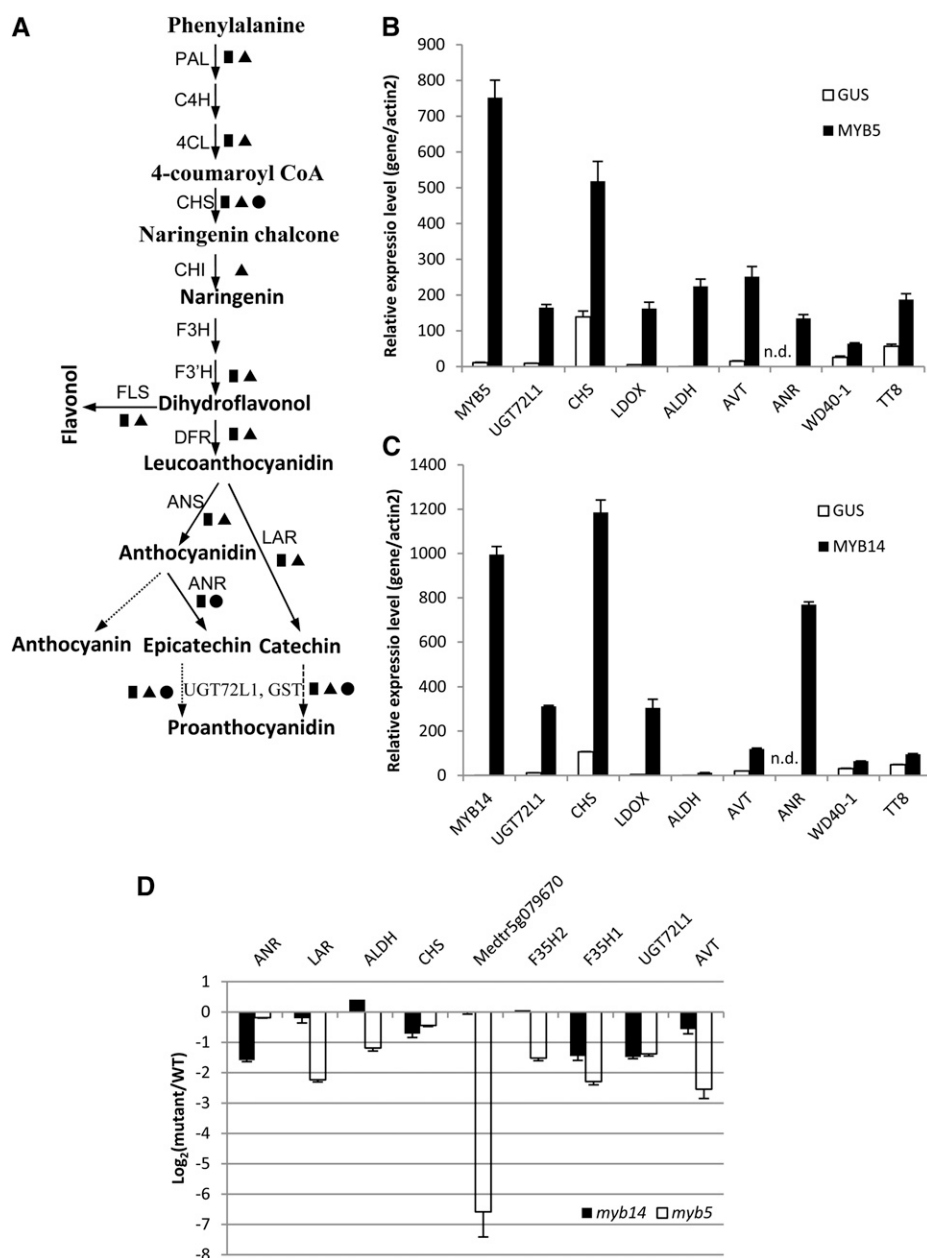 A
Phenylalanine
PAL
C4H
4CL
4-coumaroyl CoA
CHS
Naringenin chalcone
CHI
Naringenin
F3H
F3'H
FLS
Flavonol
Dihydroflavonol
DFR
Leucoanthocyanidin
ANS
LAR
Anthocyanidin
ANR
Anthocyanin Epicatechin Catechin
UGT72L1, GST
Proanthocyanidin
B
Relative expressio level (gene/actin2)
900
800
700
600
500
400
300
200
100
0
GUS
MYB5
n.d.
MYB5 UGT72L1 CHS LDOX ALDH AVT ANR WD40-1 TT8
C
Relative expressio level (gene/actin2)
1400
1200
1000
800
600
400
200
0
GUS
MYB14
n.d.
MYB14 UGT72L1 CHS LDOX ALDH AVT ANR WD40-1 TT8
D
ANR LAR ALDH CHS Medtr5g079670 F35H2 F35H1 UGT72L1 AVT
Log2(mutant/WT)
1
0
-1
-2
-3
-4
-5
-6
-7
-8
myb14 myb5